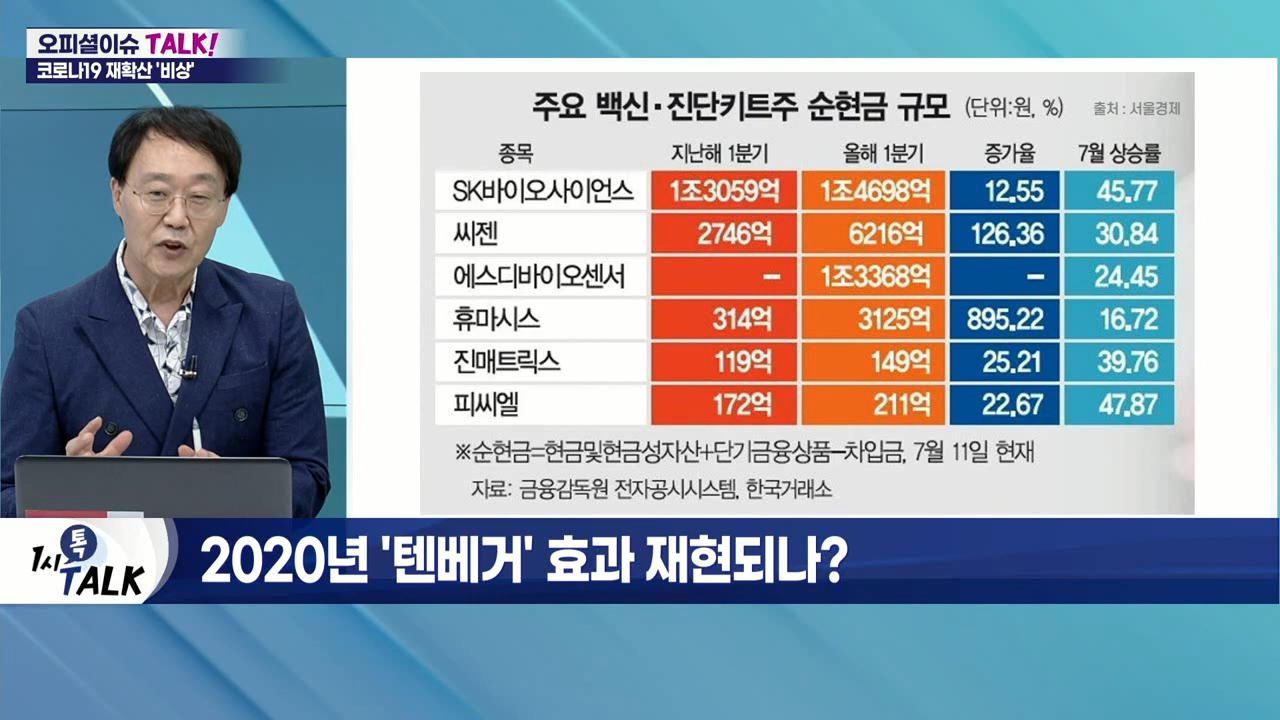 오피셜이슈 TALK!
코로나19 재확산 '비상'
주요 백신·진단키트주 순현금 규모 (단위:원, %) 출처 : 서울경제
종목 지난해 1분기 올해 1분기 증가율 7월 상승률
SK바이오사이언스 1조3059억 1조4698억 12.55 45.77
씨젠 2746억 6216억 126.36 30.84
에스디바이오센서 – 1조3368억 – 24.45
휴마시스 314억 3125억 895.22 16.72
진매트릭스 119억 149억 25.21 39.76
피씨엘 172억 211억 22.67 47.87
※순현금=현금및현금성자산+단기금융상품–차입금, 7월 11일 현재
자료: 금융감독원 전자공시시스템, 한국거래소
1시 톡 TALK
2020년 '텐베거' 효과 재현되나?